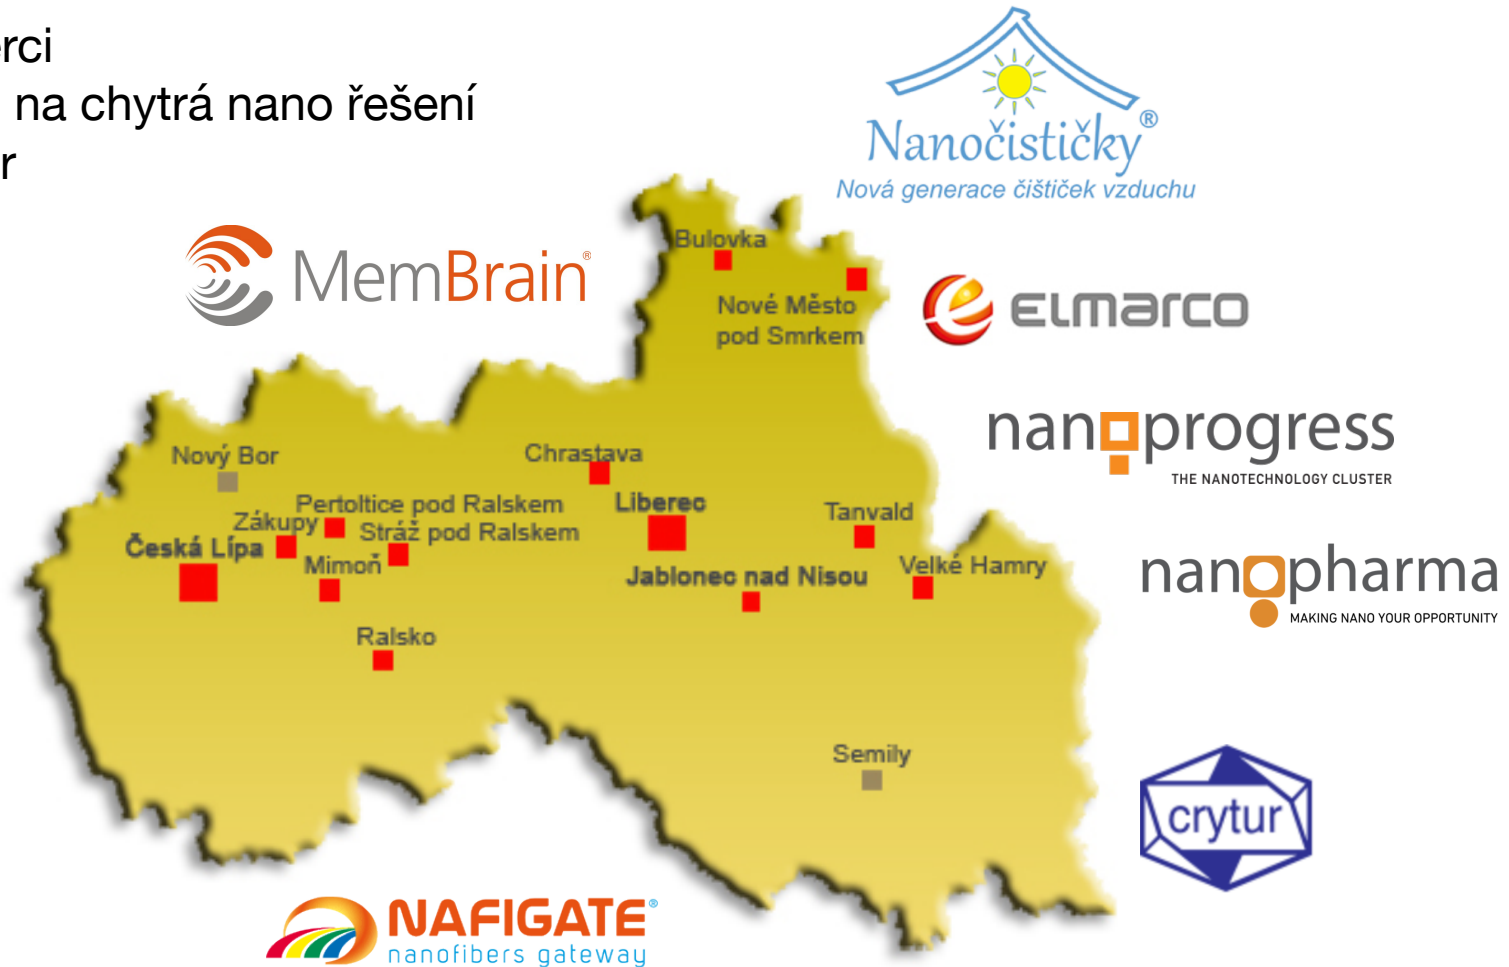 erci
na chytrá nano řešení
r
Nanočističky®
Nová generace čištiček vzduchu
MemBrain®
Bulovka
Nové Město
pod Smrkem
elmarco
nanoprogress
THE NANOTECHNOLOGY CLUSTER
Nový Bor
Chrastava
Pertoltice pod Ralskem
Liberec
Zákupy
Stráž pod Ralskem
Tanvald
Česká Lípa
Mimoň
Jablonec nad Nisou
Velké Hamry
nanopharma
MAKING NANO YOUR OPPORTUNITY
Ralsko
Semily
crytur
NAFIGATE®
nanofibers gateway